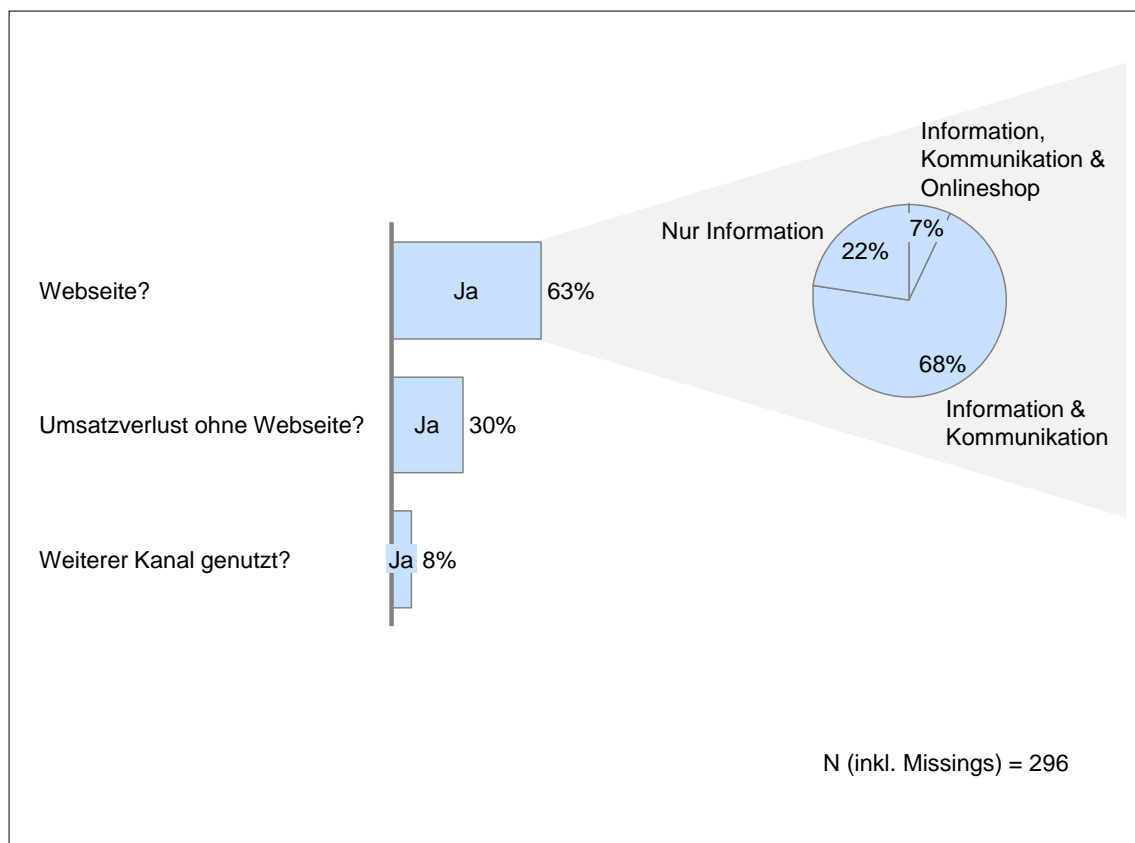 Information,
Kommunikation &
Onlineshop
Nur Information
7%
22%
Webseite?
Ja
63%
68%
Information &
Kommunikation
Umsatzverlust ohne Webseite?
Ja
30%
Weiterer Kanal genutzt?
Ja
8%
N (inkl. Missings) = 296